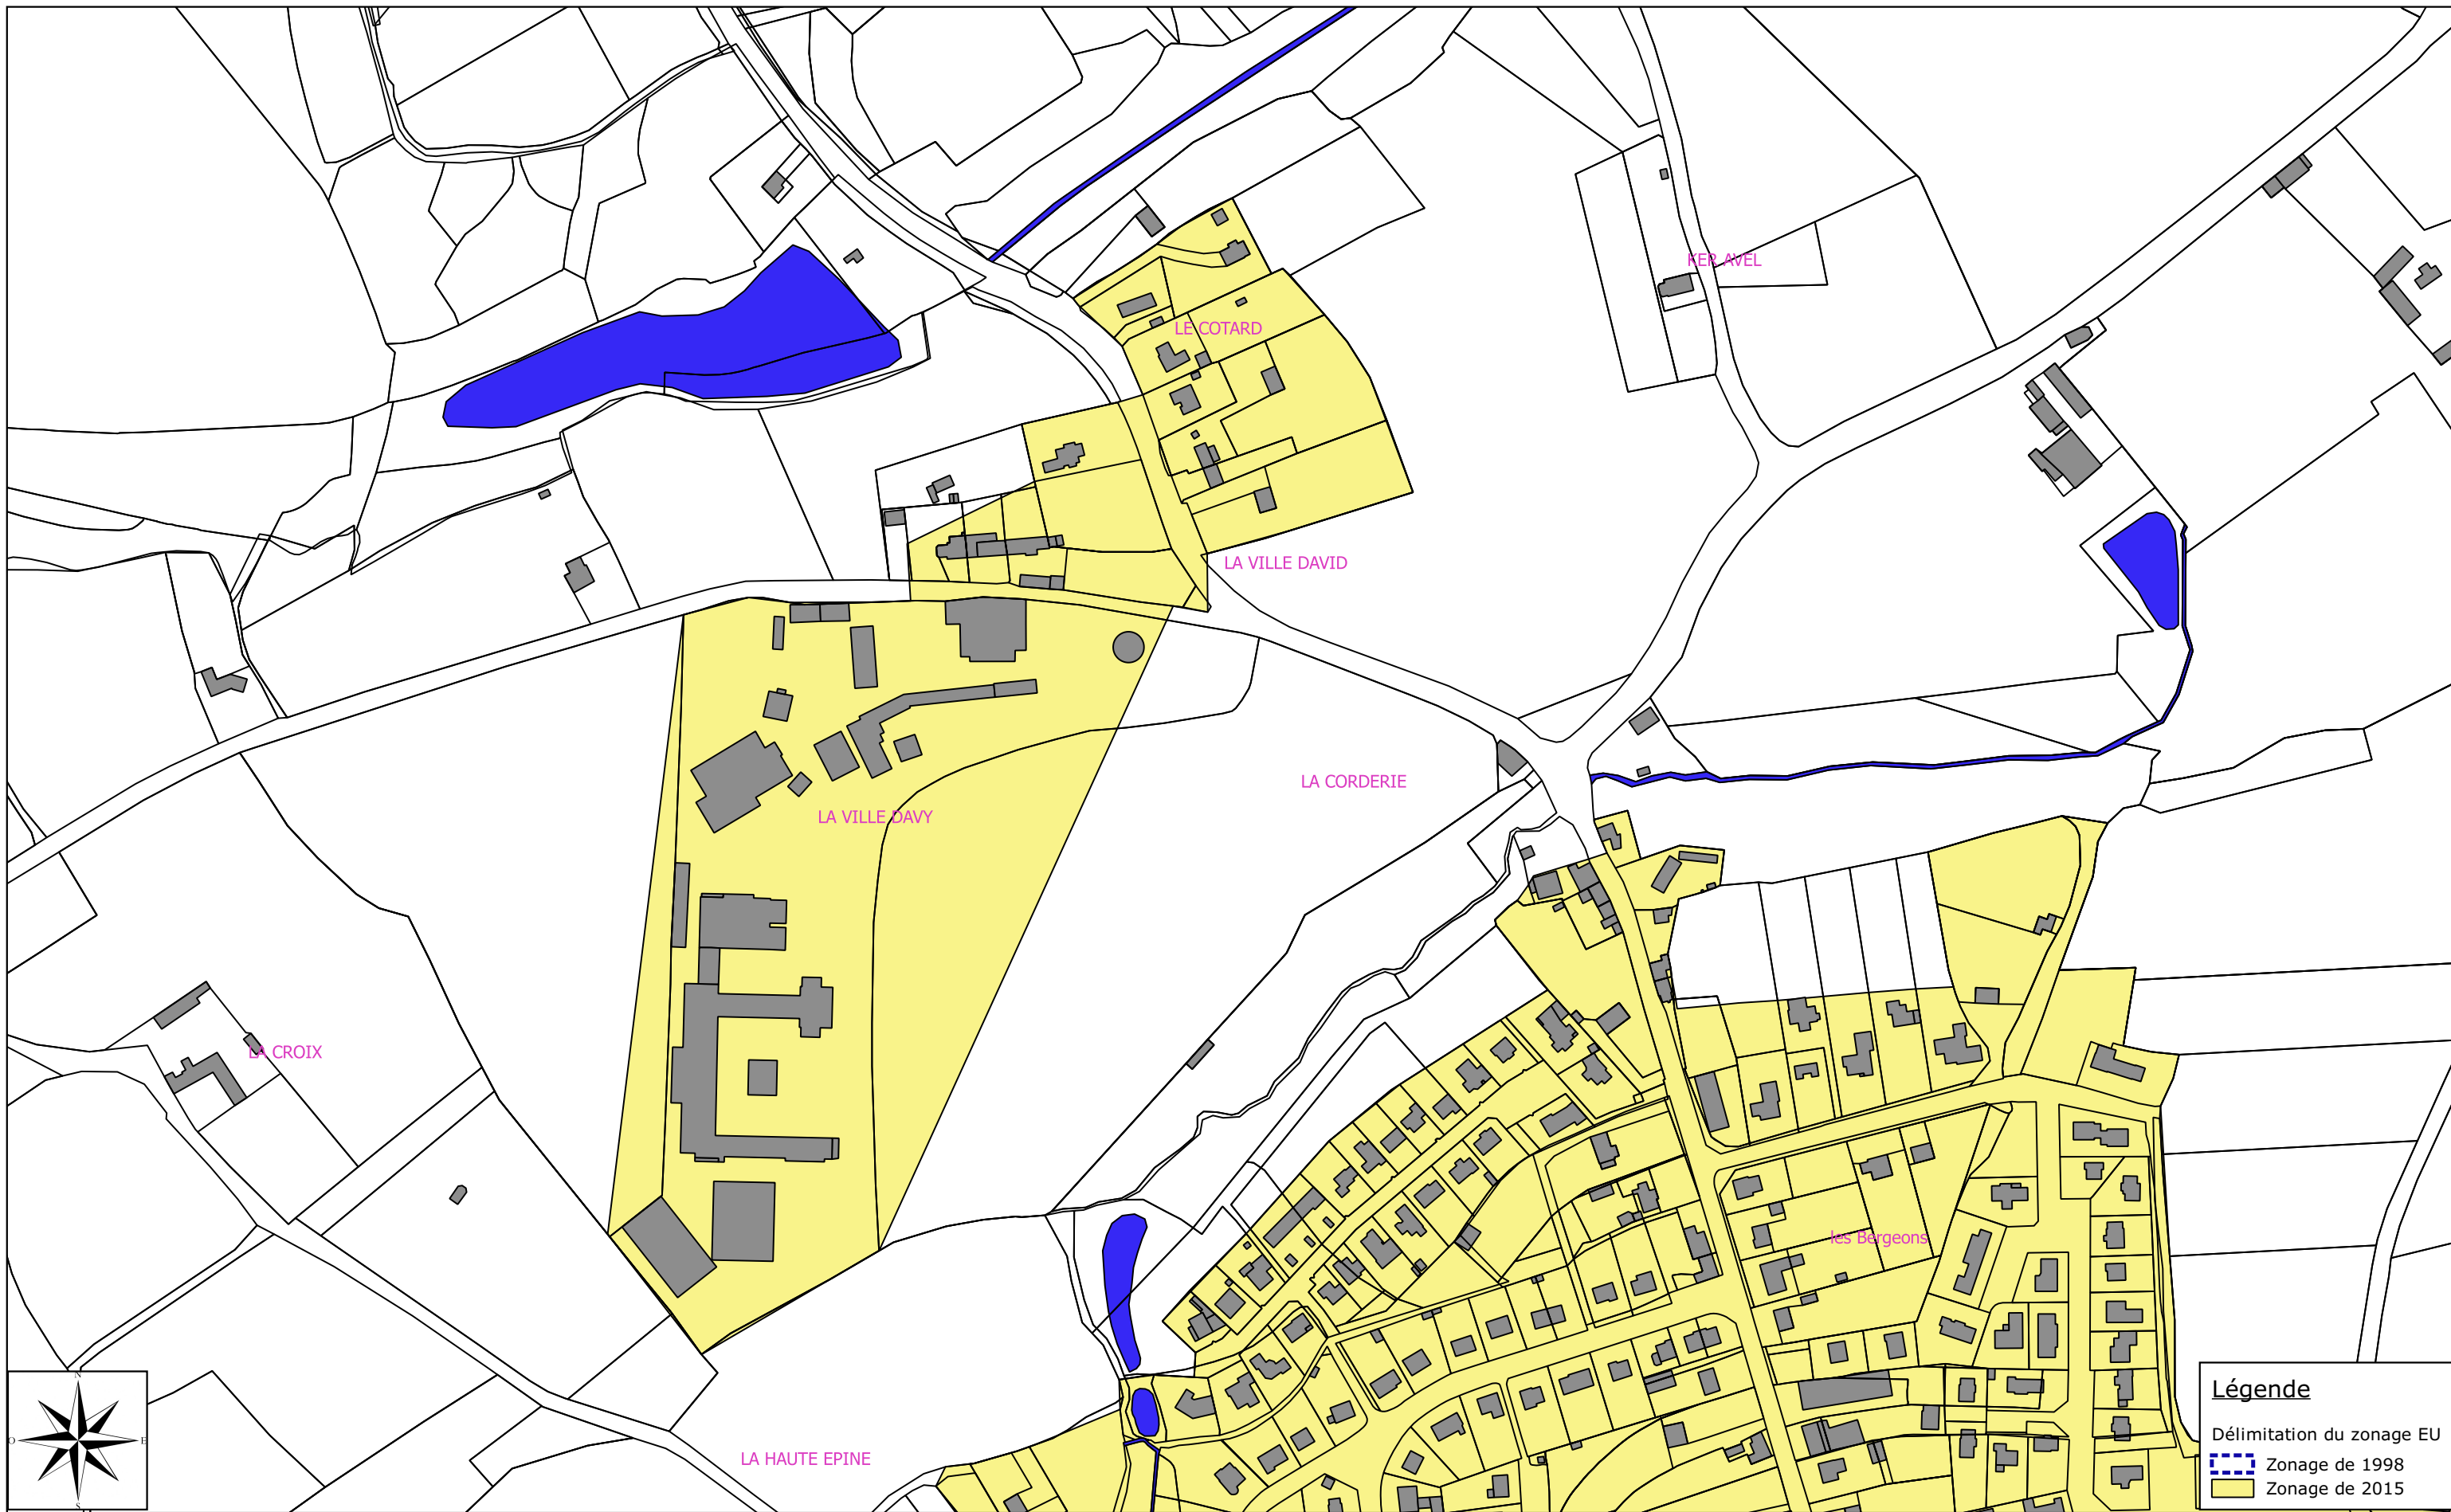 KER AVEL
LE COTARD
LA VILLE DAVID
LA CORDERIE
LA VILLE DAVY
LA CROIX
les Bergeons
LA HAUTE EPINE
N
O
E
S
Légende
Délimitation du zonage EU
Zonage de 1998
Zonage de 2015